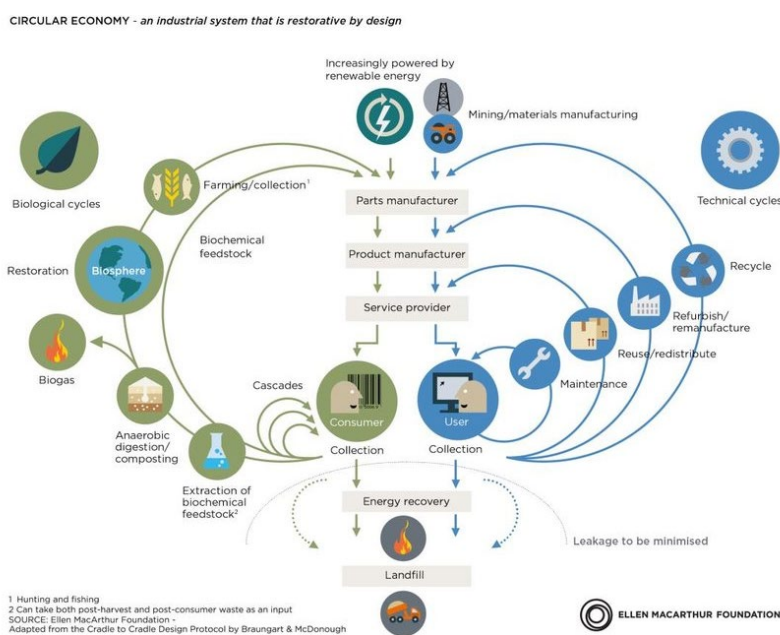 CIRCULAR ECONOMY - an industrial system that is restorative by design
Increasingly powered by
renewable energy
Mining/materials manufacturing
Biological cycles
Technical cycles
Farming/collection¹
Parts manufacturer
Biochemical
feedstock
Product manufacturer
Restoration
Biosphere
Recycle
Service provider
Refurbish/
remanufacture
Reuse/redistribute
Biogas
Maintenance
Cascades
Consumer
User
Anaerobic
digestion/
composting
Collection
Collection
Extraction of
biochemical
feedstock²
Energy recovery
Leakage to be minimised
Landfill
1 Hunting and fishing
2 Can take both post-harvest and post-consumer waste as an input
SOURCE: Ellen MacArthur Foundation -
Adapted from the Cradle to Cradle Design Protocol by Braungart & McDonough
ELLEN MACARTHUR FOUNDATION